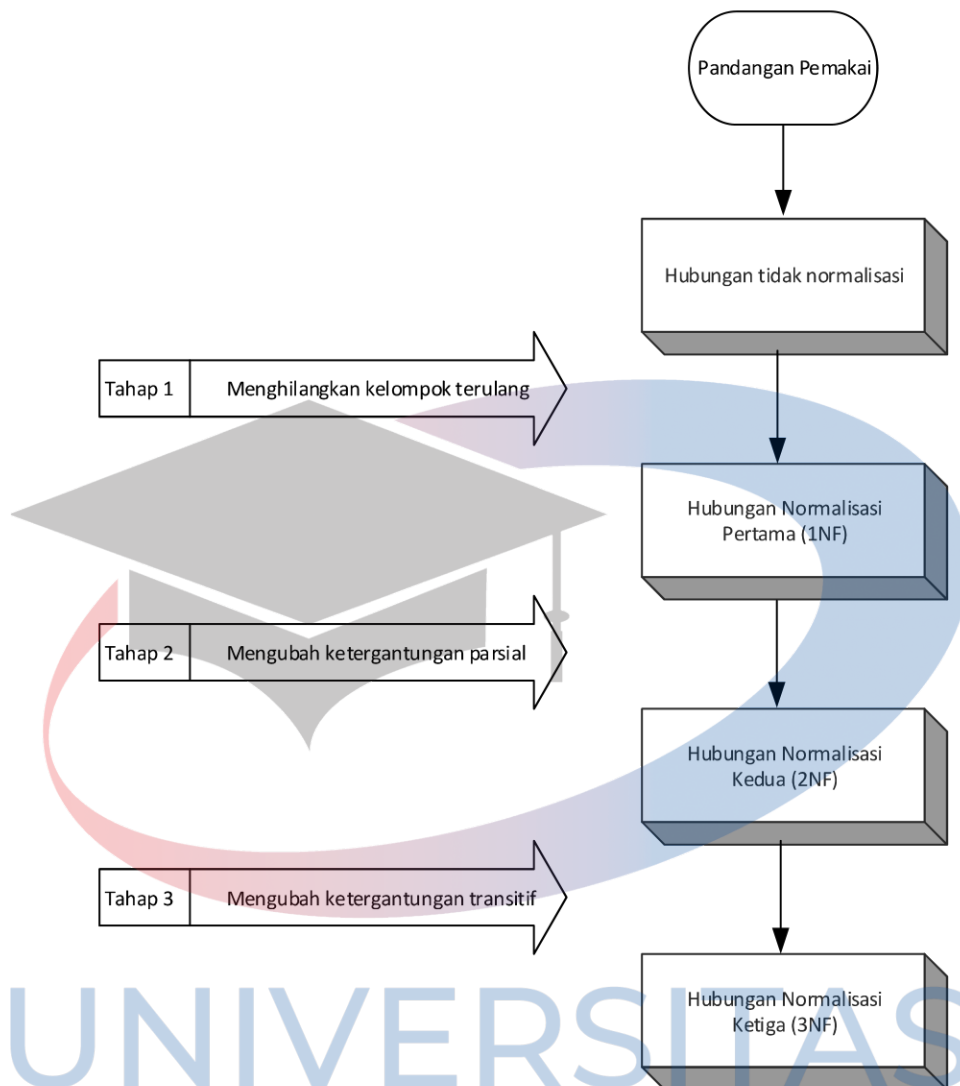 Pandangan Pemakai
Hubungan tidak normalisasi
Tahap 1
Menghilangkan kelompok terulang
Hubungan Normalisasi
Pertama (1NF)
Tahap 2
Mengubah ketergantungan parsial
Hubungan Normalisasi
Kedua (2NF)
Tahap 3
Mengubah ketergantungan transitif
Hubungan Normalisasi
Ketiga (3NF)
UNIVERSITAS